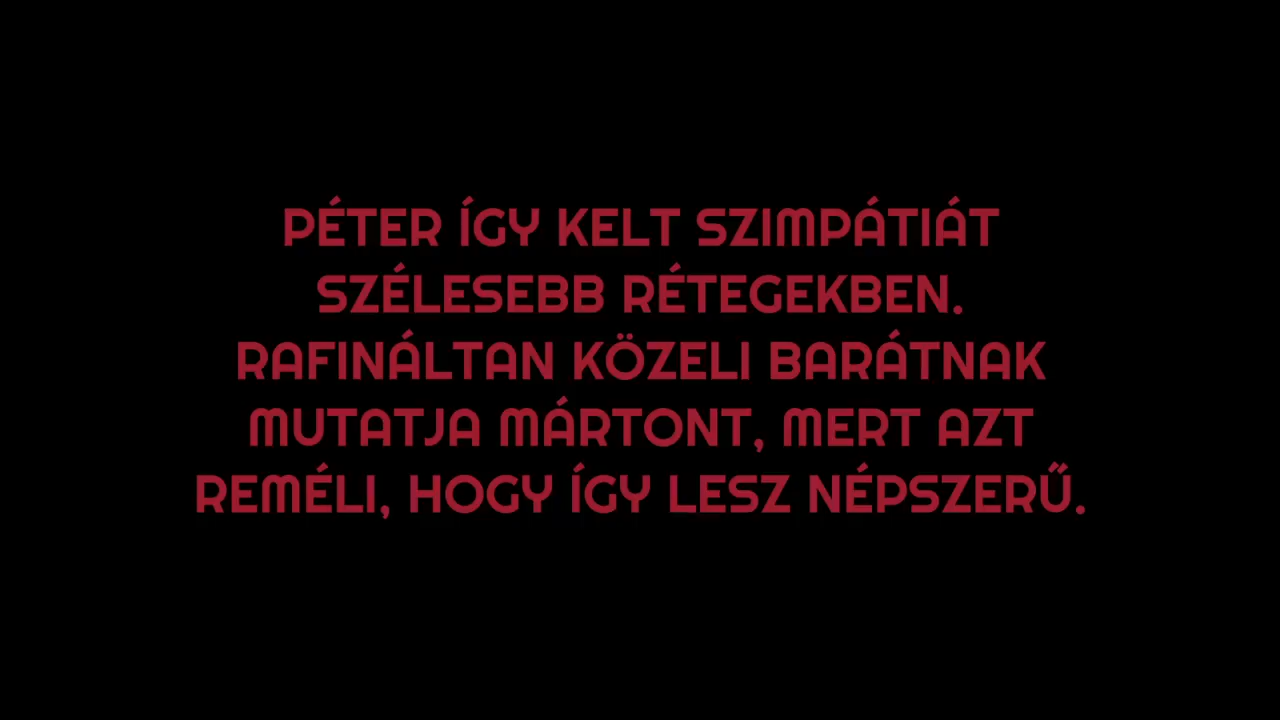 PÉTER ÍGY KELT SZIMPÁTIÁT
SZÉLESEBB RÉTEGEKBEN.
RAFINÁLTAN KÖZELI BARÁTNAK
MUTATJA MÁRTONT, MERT AZT
REMÉLI, HOGY ÍGY LESZ NÉPSZERŰ.